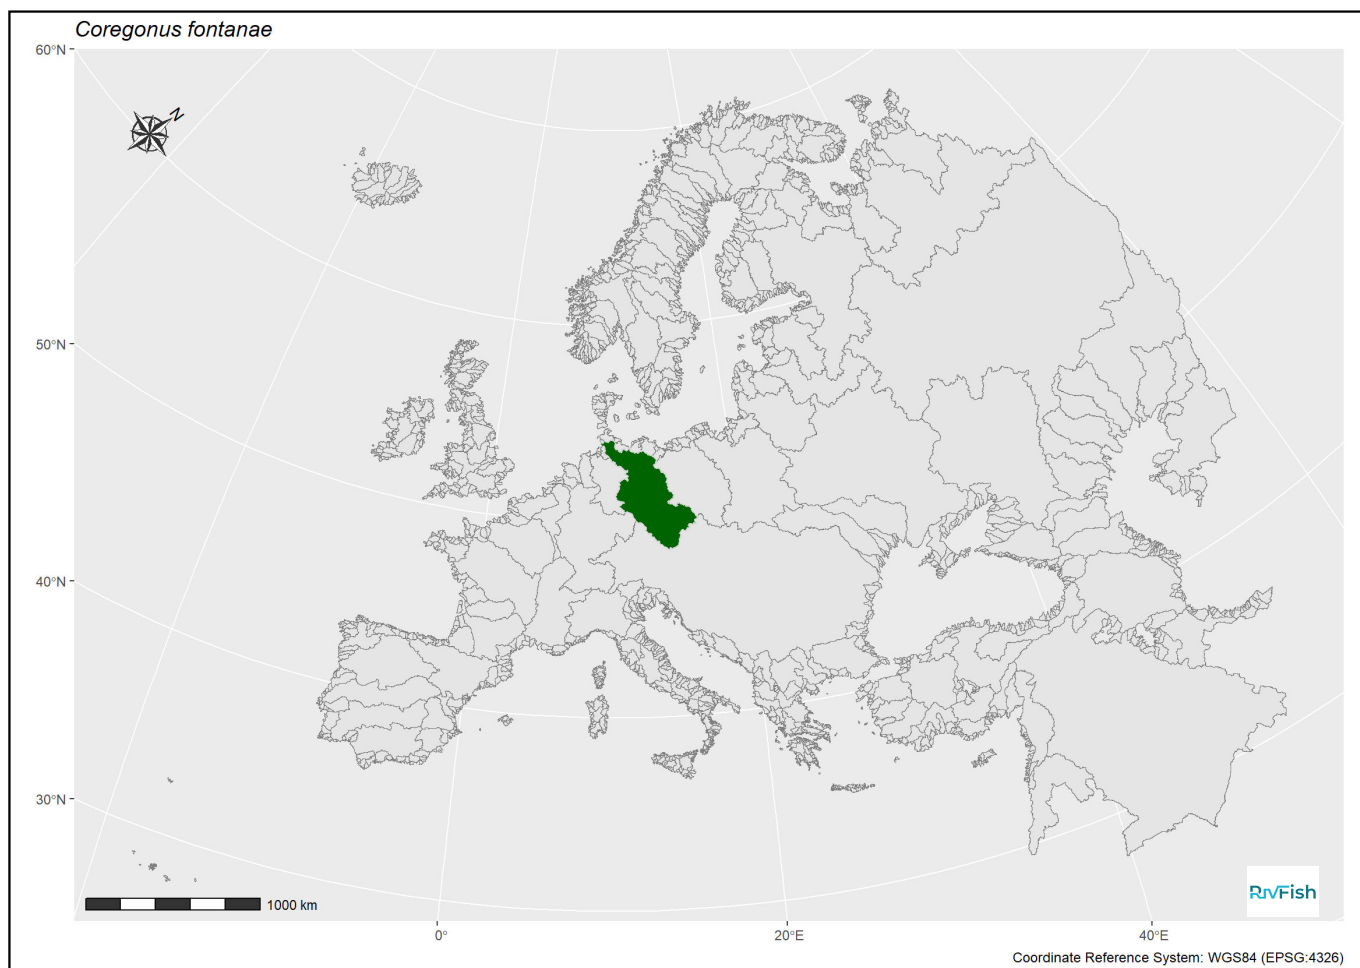 Coregonus fontanae
60°N
N
50°N
40°N
30°N
1000 km
RivFish
0°
20°E
40°E
Coordinate Reference System: WGS84 (EPSG:4326)